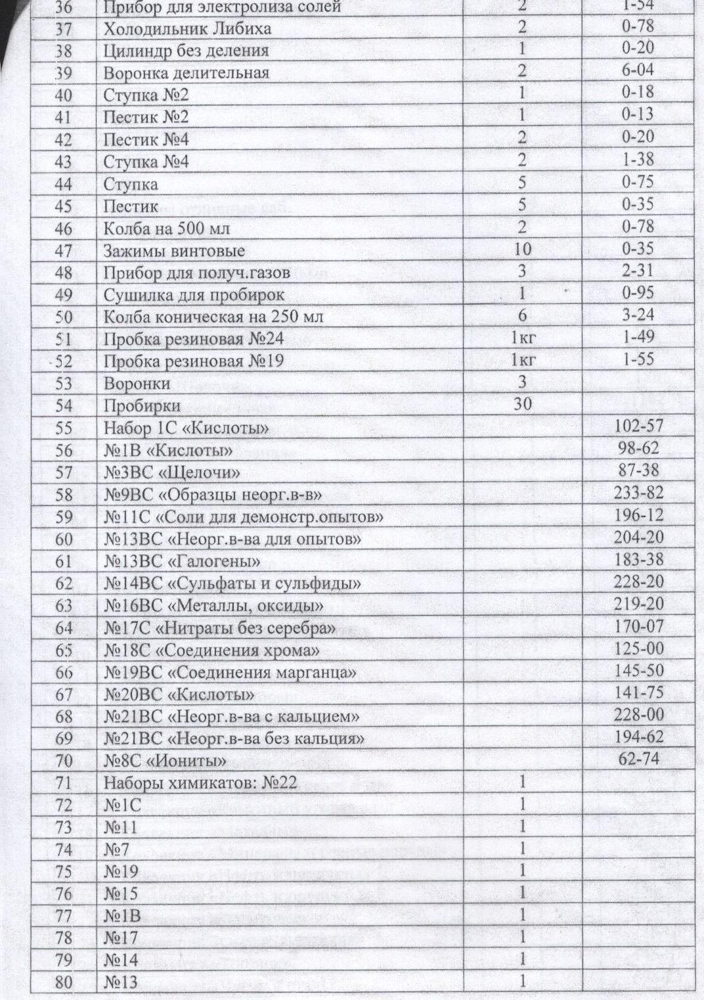 36 Прибор для электролиза солей 2 1-54
37 Холодильник Либиха 2 0-78
38 Цилиндр без деления 1 0-20
39 Воронка делительная 2 6-04
40 Ступка №2 1 0-18
41 Пестик №2 1 0-13
42 Пестик №4 2 0-20
43 Ступка №4 2 1-38
44 Ступка 5 0-75
45 Пестик 5 0-35
46 Колба на 500 мл 2 0-78
47 Зажимы винтовые 10 0-35
48 Прибор для получ.газов 3 2-31
49 Сушилка для пробирок 1 0-95
50 Колба коническая на 250 мл 6 3-24
51 Пробка резиновая №24 1кг 1-49
52 Пробка резиновая №19 1кг 1-55
53 Воронки 3
54 Пробирки 30
55 Набор 1С «Кислоты» 102-57
56 №1В «Кислоты» 98-62
57 №3ВС «Щелочи» 87-38
58 №9ВС «Образцы неорг.в-в» 233-82
59 №11С «Соли для демонстр.опытов» 196-12
60 №13ВС «Неорг.в-ва для опытов» 204-20
61 №13ВС «Галогены» 183-38
62 №14ВС «Сульфаты и сульфиды» 228-20
63 №16ВС «Металлы, оксиды» 219-20
64 №17С «Нитраты без серебра» 170-07
65 №18С «Соединения хрома» 125-00
66 №19ВС «Соединения марганца» 145-50
67 №20ВС «Кислоты» 141-75
68 №21ВС «Неорг.в-ва с кальцием» 228-00
69 №21ВС «Неорг.в-ва без кальция» 194-62
70 №8С «Иониты» 62-74
71 Наборы химикатов: №22 1
72 №1С 1
73 №11 1
74 №7 1
75 №19 1
76 №15 1
77 №1В 1
78 №17 1
79 №14 1
80 №13 1